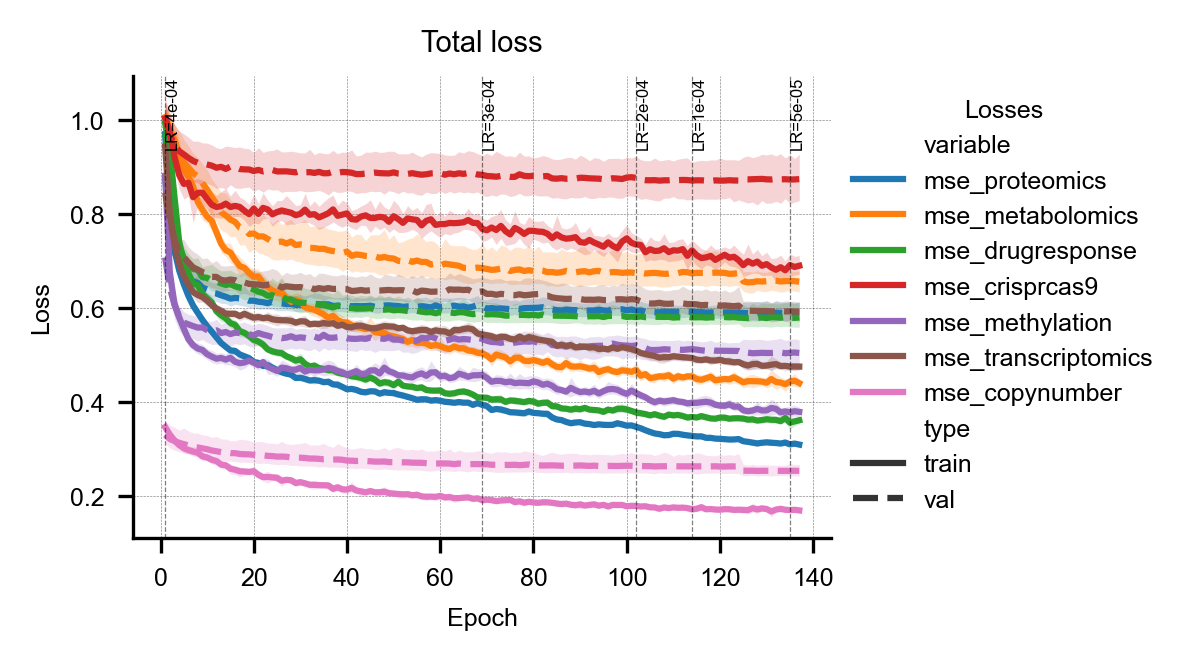 Total loss
LR=4e-04
LR=3e-04
LR=2e-04
LR=1e-04
LR=5e-05
1.0
0.8
0.6
0.4
0.2
Loss
0 20 40 60 80 100 120 140
Epoch
Losses
variable
mse_proteomics
mse_metabolomics
mse_drugresponse
mse_crisprcas9
mse_methylation
mse_transcriptomics
mse_copynumber
type
train
val